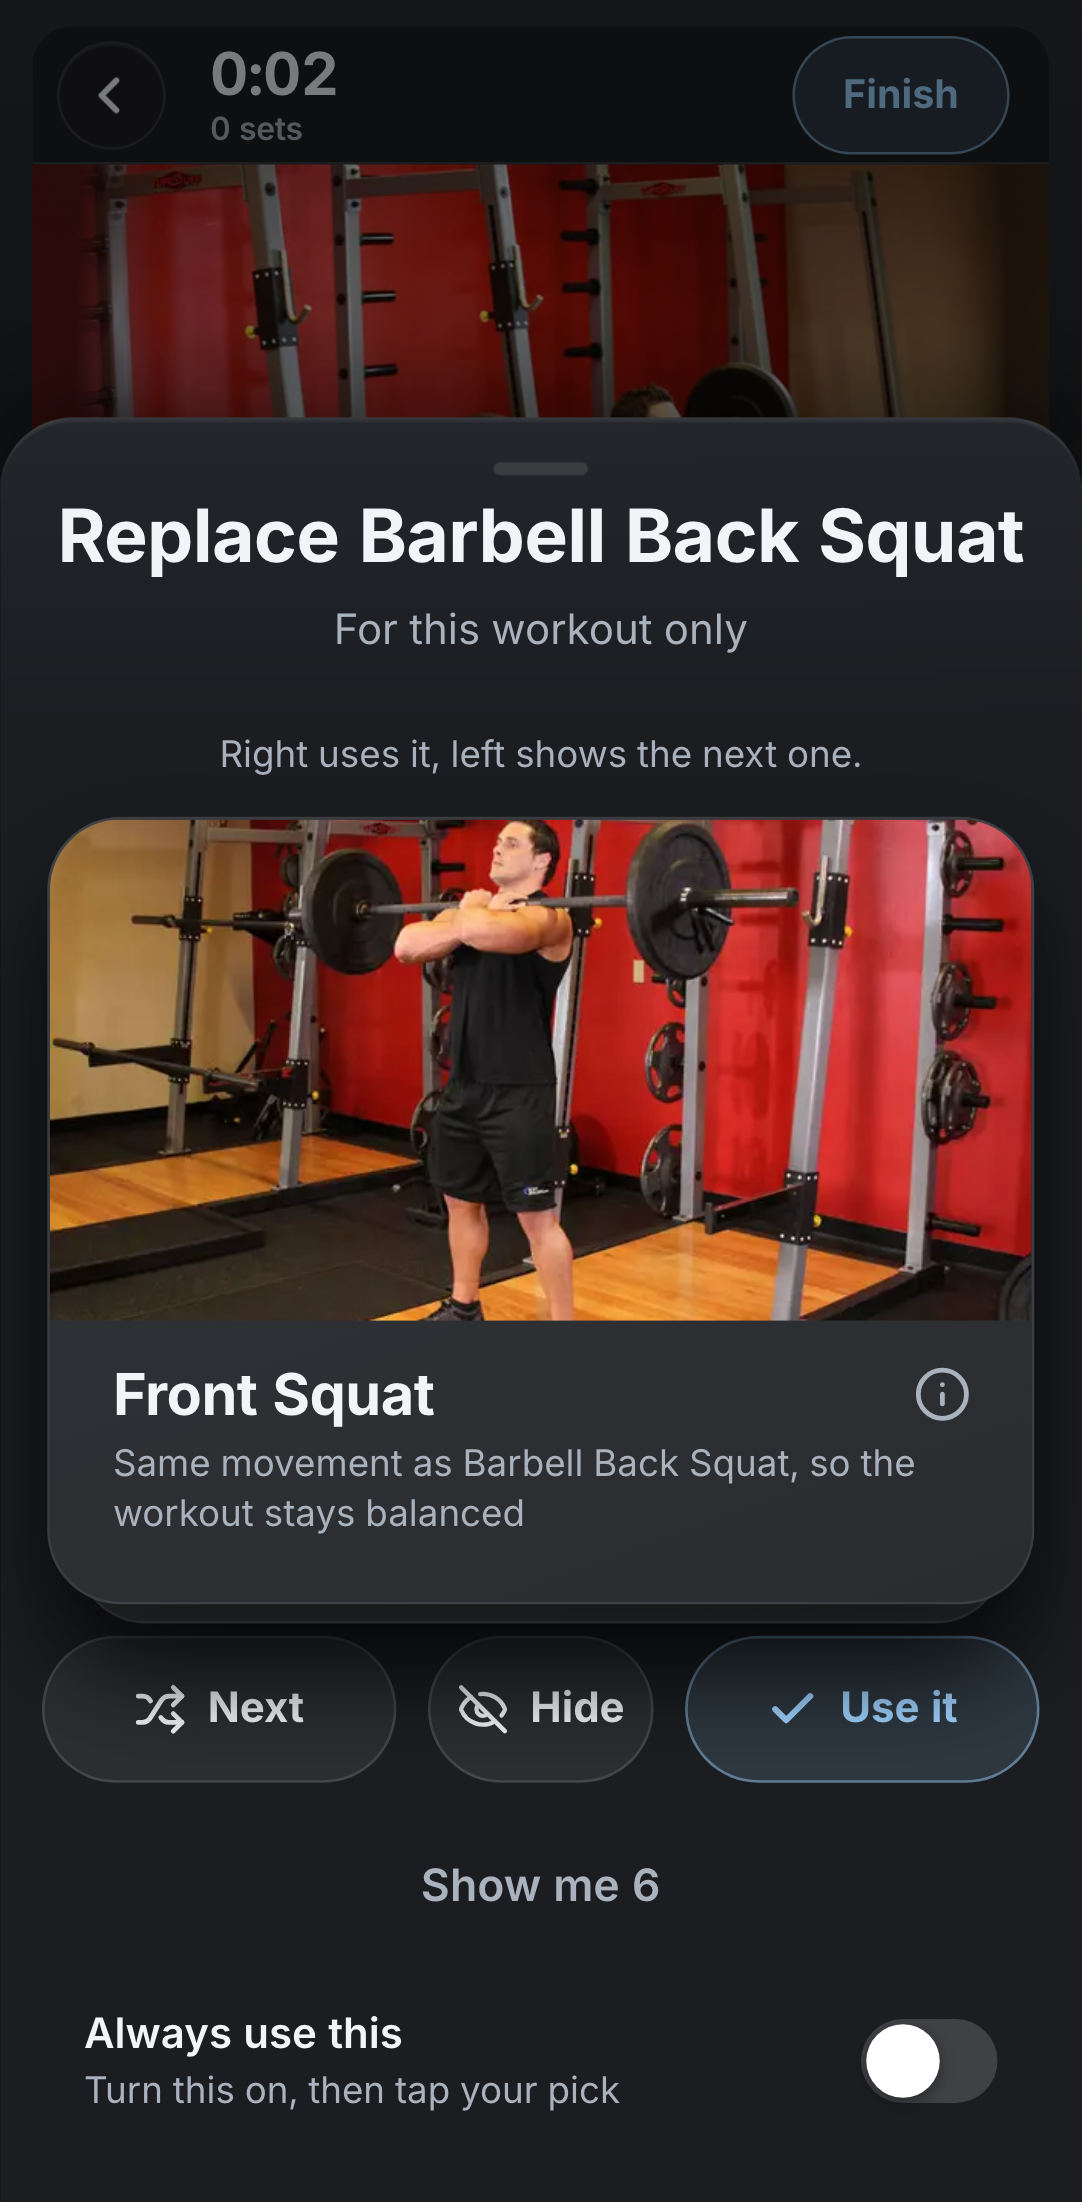 0:02
0 sets
Finish
Replace Barbell Back Squat
For this workout only
Right uses it, left shows the next one.
Front Squat
Same movement as Barbell Back Squat, so the
workout stays balanced
Next
Hide
Use it
Show me 6
Always use this
Turn this on, then tap your pick